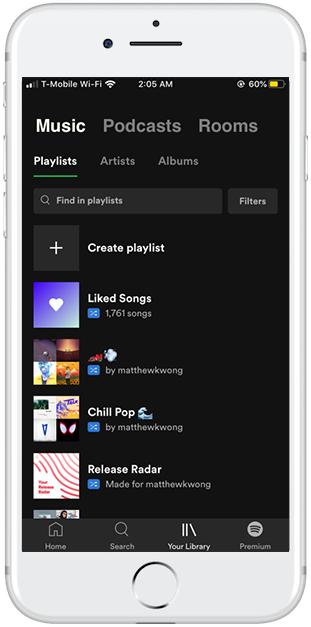 T-Mobile Wi-Fi 2:05 AM 60%
Music Podcasts Rooms
Playlists Artists Albums
Find in playlists Filters
Create playlist
Liked Songs
1,761 songs
🏎️💨
by matthewkwong
Chill Pop 🌊
by matthewkwong
Your
Release
Radar
Release Radar
Made for matthewkwong
Home Search Your Library Premium